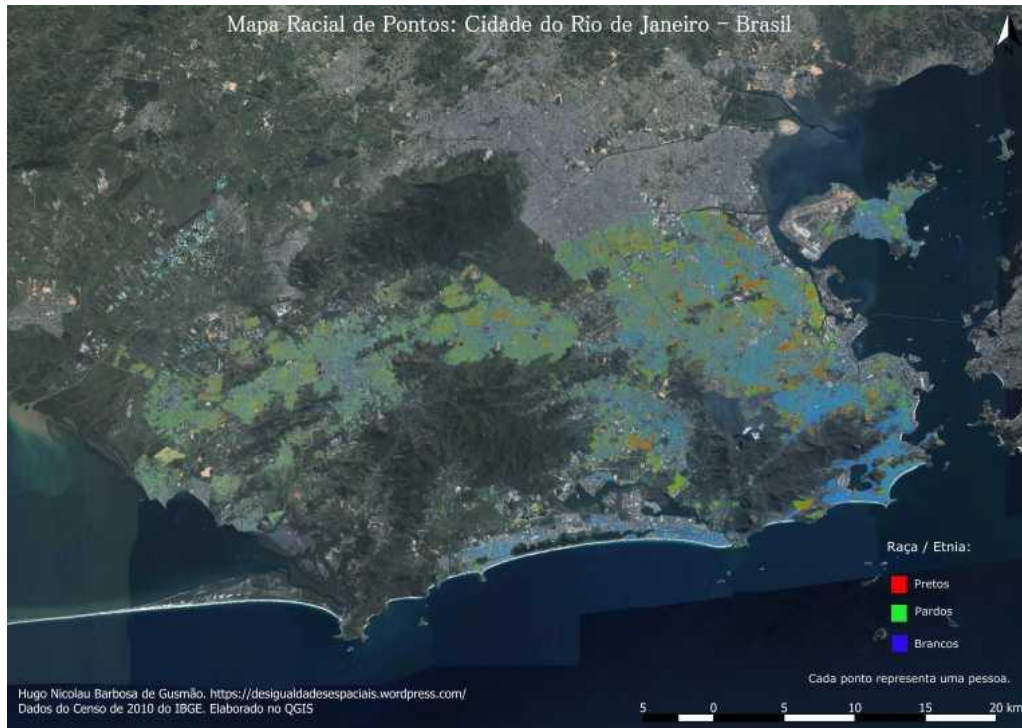 Mapa Racial de Pontos: Cidade do Rio de Janeiro – Brasil
N
Raça / Etnia:
Pretos
Pardos
Brancos
Cada ponto representa uma pessoa.
Hugo Nicolau Barbosa de Gusmão. https://desigualdadesespaciais.wordpress.com/
Dados do Censo de 2010 do IBGE. Elaborado no QGIS
5 0 5 10 15 20 km